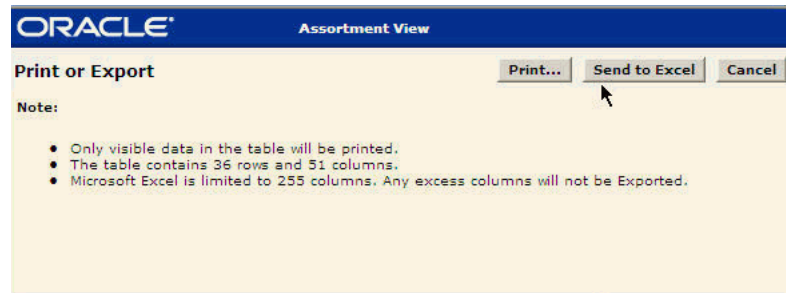 ORACLE Assortment View
Print or Export Print... Send to Excel Cancel
Note:
• Only visible data in the table will be printed.
• The table contains 36 rows and 51 columns.
• Microsoft Excel is limited to 255 columns. Any excess columns will not be Exported.